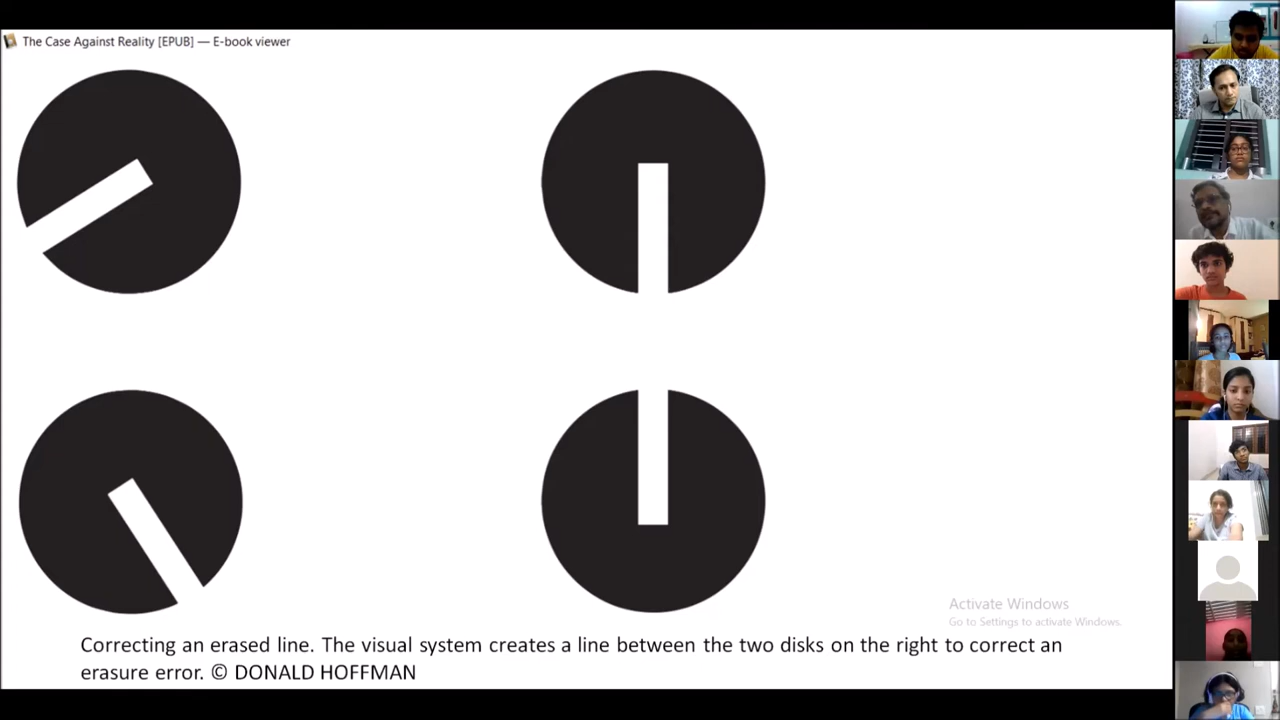 The Case Against Reality [EPUB] — E-book viewer
Activate Windows
Go to Settings to activate Windows.
Correcting an erased line. The visual system creates a line between the two disks on the right to correct an
erasure error. © DONALD HOFFMAN